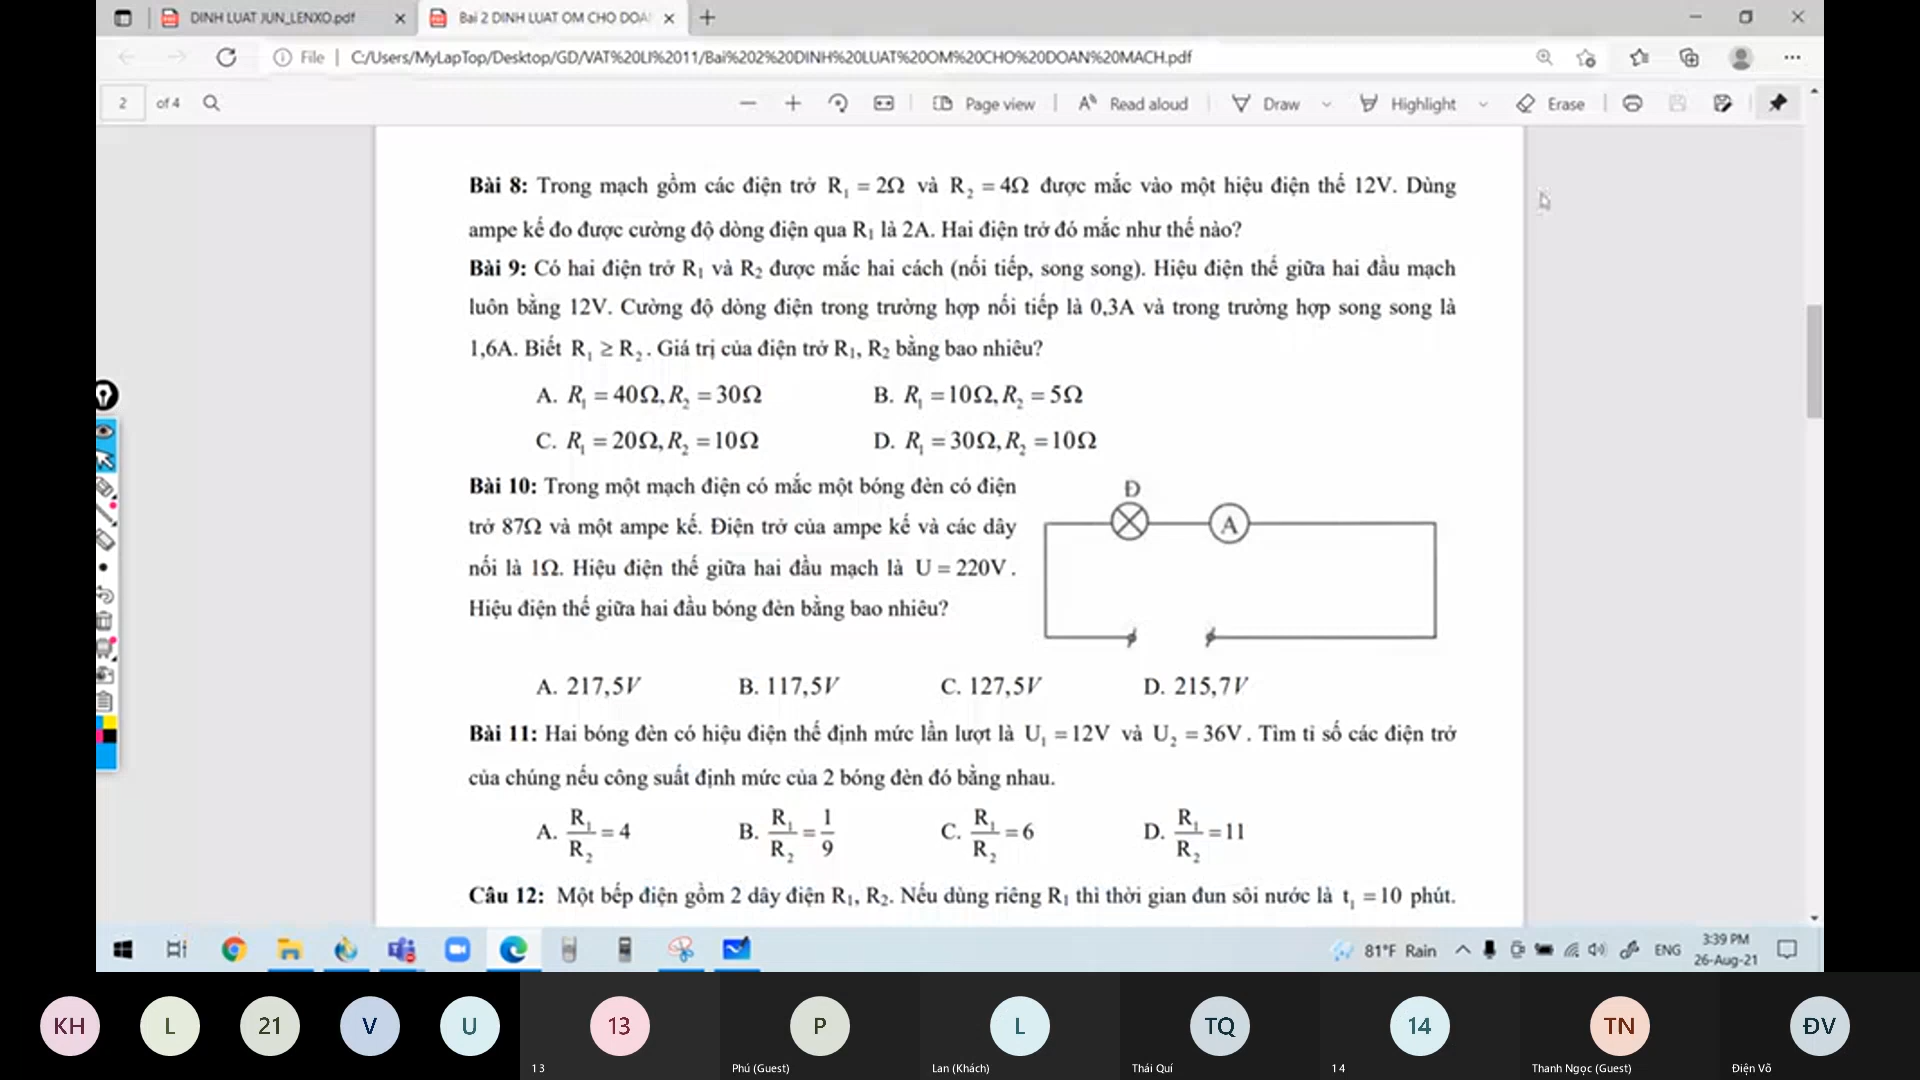 DINH LUAT JUN_LENXO.pdf
Bai 2 DINH LUAT OM CHO DOA
File
C:/Users/MyLapTop/Desktop/GD/VAT%20LI%2011/Bai%202%20DINH%20LUAT%20OM%20CHO%20DOAN%20MACH.pdf
2 of 4
Page view
Read aloud
Draw
Highlight
Erase
Bài 8: Trong mạch gồm các điện trở R₁ = 2Ω và R₂ = 4Ω được mắc vào một hiệu điện thế 12V. Dùng
ampe kế đo được cường độ dòng điện qua R₁ là 2A. Hai điện trở đó mắc như thế nào?
Bài 9: Có hai điện trở R₁ và R₂ được mắc hai cách (nối tiếp, song song). Hiệu điện thế giữa hai đầu mạch
luôn bằng 12V. Cường độ dòng điện trong trường hợp nối tiếp là 0,3A và trong trường hợp song song là
1,6A. Biết R₁ ≥ R₂. Giá trị của điện trở R₁, R₂ bằng bao nhiêu?
A. R₁ = 40Ω, R₂ = 30Ω B. R₁ = 10Ω, R₂ = 5Ω
C. R₁ = 20Ω, R₂ = 10Ω D. R₁ = 30Ω, R₂ = 10Ω
Bài 10: Trong một mạch điện có mắc một bóng đèn có điện
trở 87Ω và một ampe kế. Điện trở của ampe kế và các dây
nối là 1Ω. Hiệu điện thế giữa hai đầu mạch là U = 220V.
Hiệu điện thế giữa hai đầu bóng đèn bằng bao nhiêu?
Đ
A
A. 217,5V B. 117,5V C. 127,5V D. 215,7V
Bài 11: Hai bóng đèn có hiệu điện thế định mức lần lượt là U₁ = 12V và U₂ = 36V. Tìm tỉ số các điện trở
của chúng nếu công suất định mức của 2 bóng đèn đó bằng nhau.
A. R₁/R₂ = 4 B. R₁/R₂ = 1/9 C. R₁/R₂ = 6 D. R₁/R₂ = 11
Câu 12: Một bếp điện gồm 2 dây điện R₁, R₂. Nếu dùng riêng R₁ thì thời gian đun sôi nước là t₁ = 10 phút.
81°F Rain
ENG
3:39 PM
26-Aug-21
KH L 21 V U 13 P L TQ 14 TN ĐV
13 Phú (Guest) Lan (Khách) Thái Quí 14 Thanh Ngọc (Guest) Điện Võ